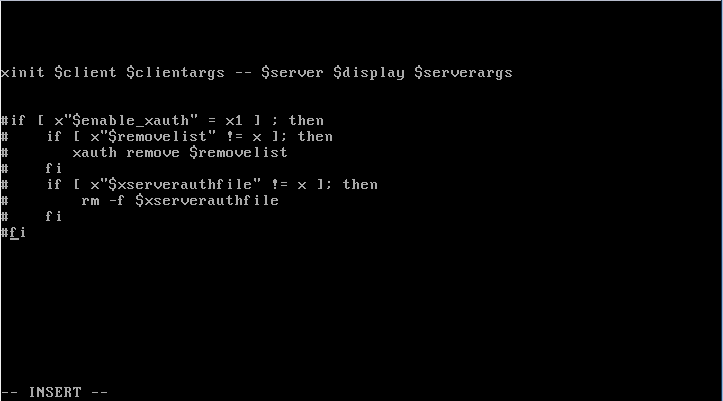 xinit $client $clientargs -- $server $display $serverargs
#if [ x"$enable_xauth" = x1 ] ; then
#    if [ x"$removelist" != x ]; then
#       xauth remove $removelist
#    fi
#    if [ x"$xserverauthfile" != x ]; then
#        rm -f $xserverauthfile
#    fi
#fi
-- INSERT --